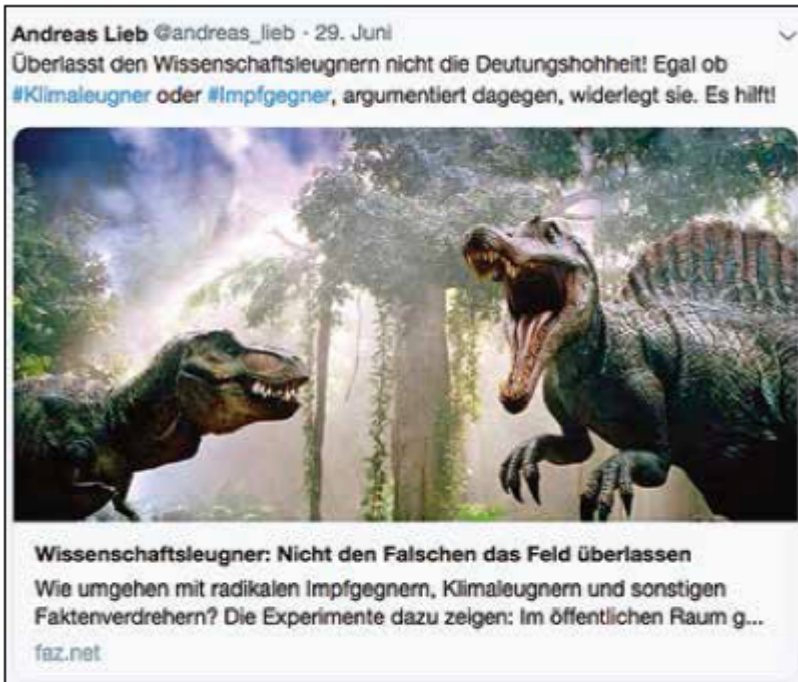 Andreas Lieb @andreas_lieb · 29. Juni
Überlasst den Wissenschaftsleugnern nicht die Deutungshohheit! Egal ob
#Klimaleugner oder #Impfgegner, argumentiert dagegen, widerlegt sie. Es hilft!
Wissenschaftsleugner: Nicht den Falschen das Feld überlassen
Wie umgehen mit radikalen Impfgegnern, Klimaleugnern und sonstigen
Faktenverdrehern? Die Experimente dazu zeigen: Im öffentlichen Raum g...
faz.net